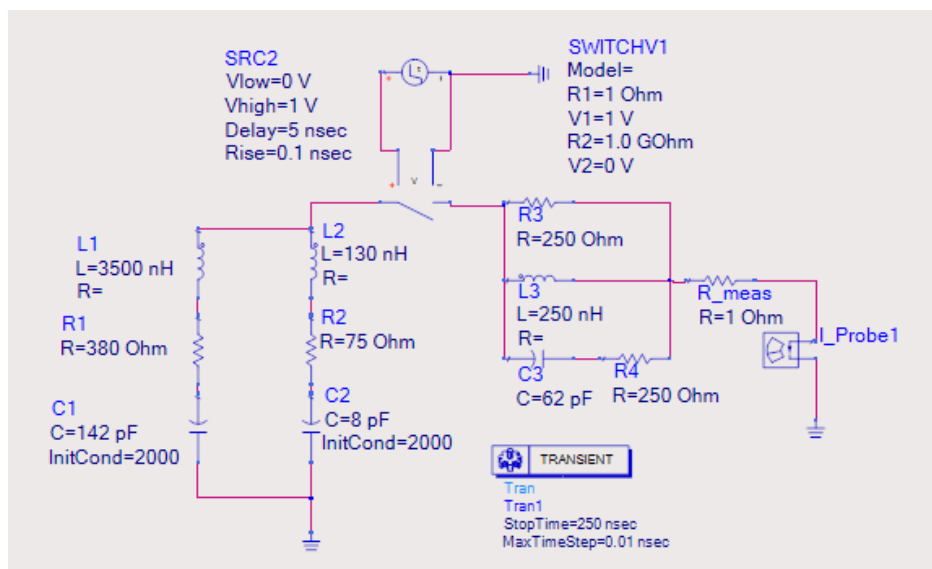 SRC2
Vlow=0 V
Vhigh=1 V
Delay=5 nsec
Rise=0.1 nsec
SWITCHV1
Model=
R1=1 Ohm
V1=1 V
R2=1.0 GOhm
V2=0 V
V
L1
L=3500 nH
R=
R1
R=380 Ohm
C1
C=142 pF
InitCond=2000
L2
L=130 nH
R=
R2
R=75 Ohm
C2
C=8 pF
InitCond=2000
R3
R=250 Ohm
L3
L=250 nH
R=
C3
C=62 pF
R4
R=250 Ohm
R_meas
R=1 Ohm
I_Probe1
TRANSIENT
Tran
Tran1
StopTime=250 nsec
MaxTimeStep=0.01 nsec